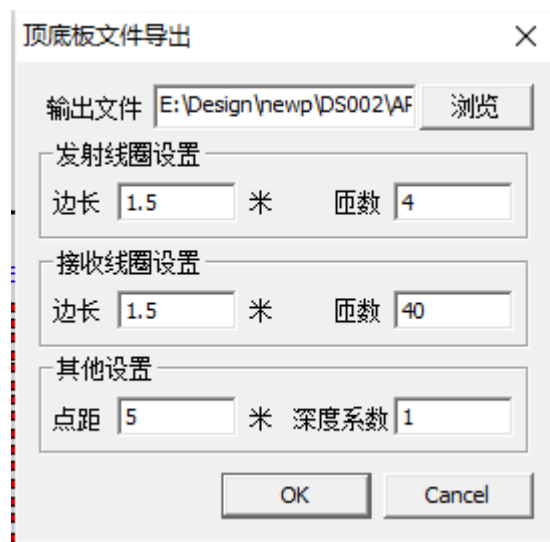 顶底板文件导出
输出文件 E:\Design\newp\DS002\AF 浏览
发射线圈设置
边长 1.5 米 匝数 4
接收线圈设置
边长 1.5 米 匝数 40
其他设置
点距 5 米 深度系数 1
OK Cancel